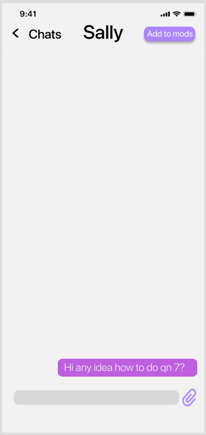 9:41
< Chats
Sally
Add to mods
Hi any idea how to do qn 7?